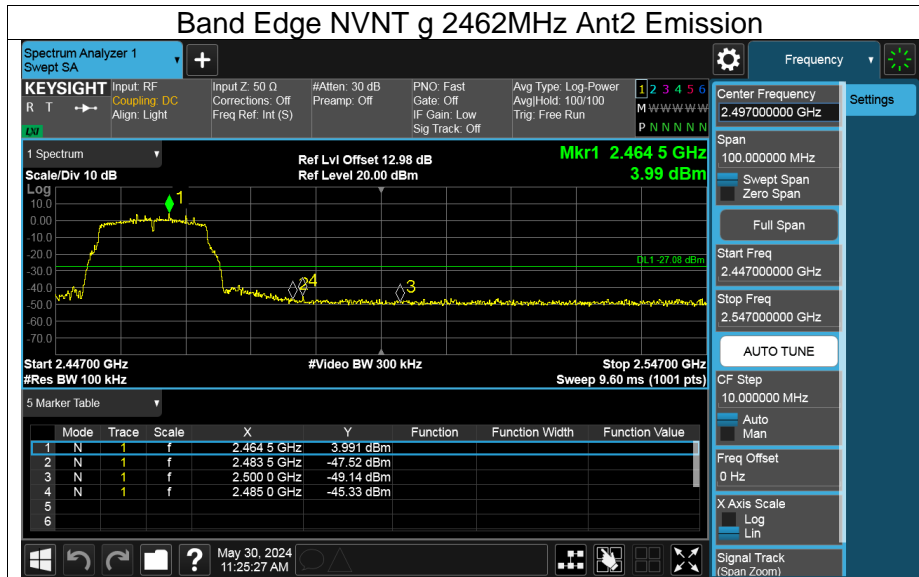 Band Edge NVNT g 2462MHz Ant2 Emission
Spectrum Analyzer 1
Swept SA
+
Frequency
KEYSIGHT
R T
LXI
Input: RF
Coupling: DC
Align: Light
Input Z: 50 Ω
Corrections: Off
Freq Ref: Int (S)
#Atten: 30 dB
Preamp: Off
PNO: Fast
Gate: Off
IF Gain: Low
Sig Track: Off
Avg Type: Log-Power
Avg|Hold: 100/100
Trig: Free Run
1 2 3 4 5 6
M W W W W W
P N N N N N
1 Spectrum
Scale/Div 10 dB
Ref Lvl Offset 12.98 dB
Ref Level 20.00 dBm
Mkr1 2.464 5 GHz
3.99 dBm
Log
10.0
0.00
-10.0
-20.0
-30.0
-40.0
-50.0
-60.0
-70.0
1
2
4
3
DL1 -27.08 dBm
Start 2.44700 GHz
#Res BW 100 kHz
#Video BW 300 kHz
Stop 2.54700 GHz
Sweep 9.60 ms (1001 pts)
5 Marker Table
Mode Trace Scale X Y Function Function Width Function Value
1 N 1 f 2.464 5 GHz 3.991 dBm
2 N 1 f 2.483 5 GHz -47.52 dBm
3 N 1 f 2.500 0 GHz -49.14 dBm
4 N 1 f 2.485 0 GHz -45.33 dBm
5
6
?
May 30, 2024
11:25:27 AM
Center Frequency
2.497000000 GHz
Settings
Span
100.000000 MHz
Swept Span
Zero Span
Full Span
Start Freq
2.447000000 GHz
Stop Freq
2.547000000 GHz
AUTO TUNE
CF Step
10.000000 MHz
Auto
Man
Freq Offset
0 Hz
X Axis Scale
Log
Lin
Signal Track
(Span Zoom)